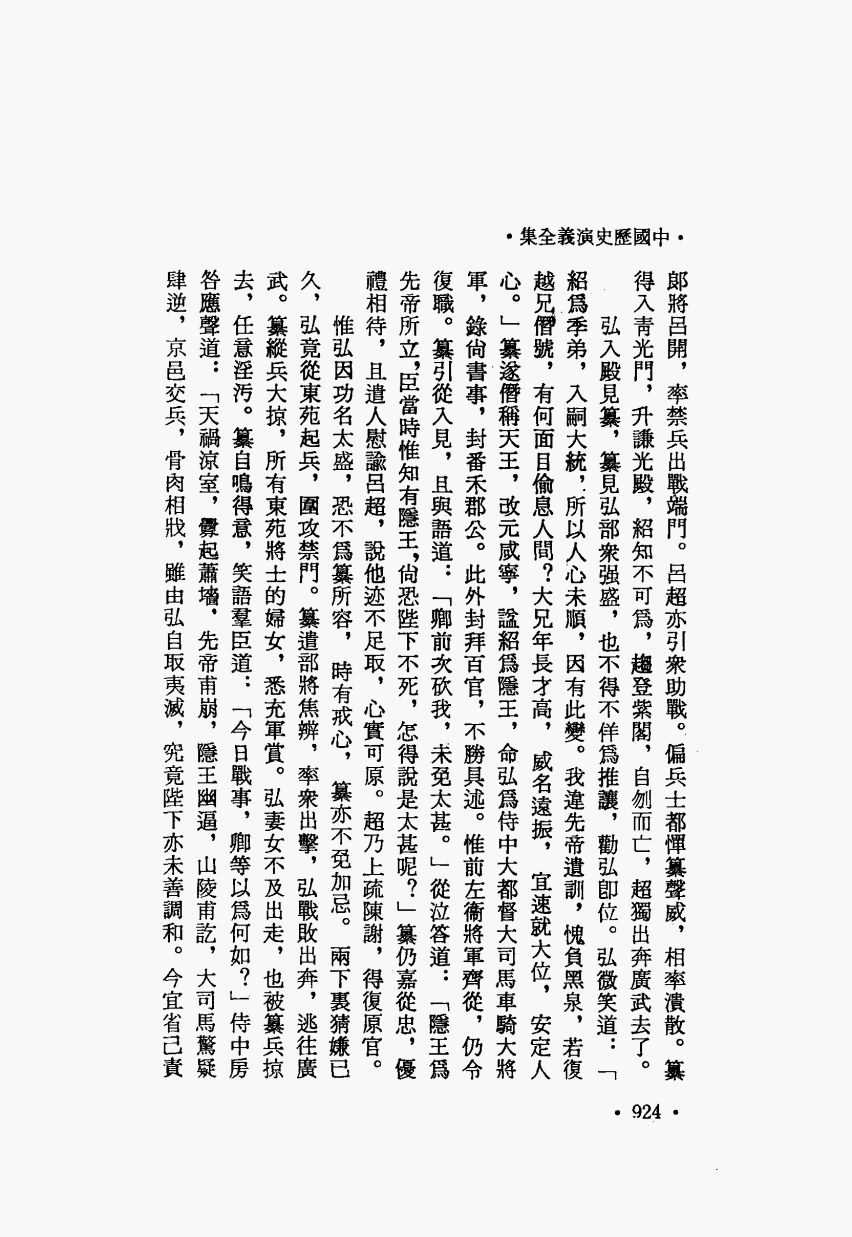 ·中國歷史演義全集·
郎將呂開，率禁兵出戰端門。呂超亦引衆助戰。偏兵士都憚纂聲威，相率潰散。纂
得入青光門，升謙光殿，紹知不可爲，趨登紫閣，自刎而亡，超獨出奔廣武去了。
弘入殿見纂，纂見弘部衆强盛，也不得不佯爲推讓，勸弘卽位。弘微笑道：「
紹爲季弟，入嗣大統，所以人心未順，因有此變。我違先帝遺訓，愧負黑泉，若復
越兄僭號，有何面目偷息人間？大兄年長才高，威名遠振，宜速就大位，安定人
心。」纂遂僭稱天王，改元咸寧，諡紹爲隱王，命弘爲侍中大都督大司馬車騎大將
軍，錄尙書事，封番禾郡公。此外封拜百官，不勝具述。惟前左衞將軍齊從，仍令
復職。纂引從入見，且與語道：「卿前次砍我，未免太甚。」從泣答道：「隱王爲
先帝所立，臣當時惟知有隱王，尙恐陛下不死，怎得說是太甚呢？」纂仍嘉從忠，優
禮相待，且遣人慰諭呂超，說他迹不足取，心實可原。超乃上疏陳謝，得復原官。
惟弘因功名太盛，恐不爲纂所容，時有戒心，纂亦不免加忌。兩下裏猜嫌已
久，弘竟從東苑起兵，圍攻禁門。纂遣部將焦辨，率衆出擊，弘戰敗出奔，逃往廣
武。纂縱兵大掠，所有東苑將士的婦女，悉充軍賞。弘妻女不及出走，也被纂兵掠
去，任意淫污。纂自鳴得意，笑語羣臣道：「今日戰事，卿等以爲何如？」侍中房
咎應聲道：「天禍涼室，釁起蕭墻，先帝甫崩，隱王幽逼，山陵甫訖，大司馬驚疑
肆逆，京邑交兵，骨肉相戕，雖由弘自取夷滅，究竟陛下亦未善調和。今宜省己責
·924·